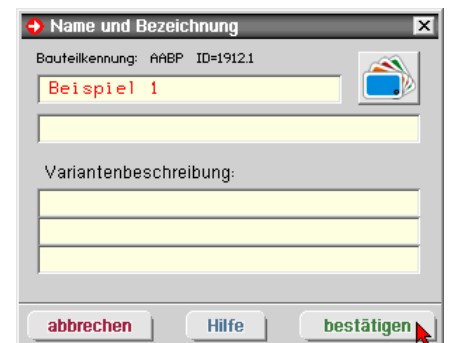 Name und Bezeichnung
Bauteilkennung: AABP ID=1912.1
Beispiel 1
Variantenbeschreibung:
abbrechen Hilfe bestätigen